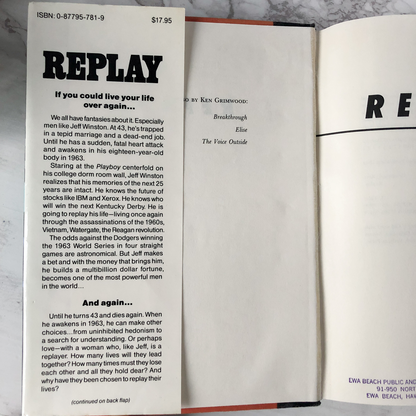 ISBN: 0-87795-781-9
$17.95
REPLAY
If you could live your life
over again...
We all have fantasies about it. Especially
men like Jeff Winston. At 43, he's trapped
in a tepid marriage and a dead-end job.
Until he has a sudden, fatal heart attack
and awakens in his eighteen-year-old
body in 1963.
Staring at the Playboy centerfold on
his college dorm room wall, Jeff Winston
realizes that his memories of the next 25
years are intact. He knows the future of
stocks like IBM and Xerox. He knows who
will win the next Kentucky Derby. He is
going to replay his life—living once again
through the assassinations of the 1960s,
Vietnam, Watergate, the Reagan revolution.
The odds against the Dodgers winning
the 1963 World Series in four straight
games are astronomical. But Jeff makes
a bet and with the money that brings him,
he builds a multibillion dollar fortune,
becomes one of the most powerful men
in the world...
And again...
Until he turns 43 and dies again. When
he awakens in 1963, he can make other
choices... from uninhibited hedonism to
a search for understanding. Or perhaps
love—with a woman who, like Jeff, is a
replayer. How many lives will they lead
together? How many times must they lose
each other and all they hold dear? And
why have they been chosen to replay their
lives?
(continued on back flap)
BY KEN GRIMWOOD:
Breakthrough
Elise
The Voice Outside
RE
EWA BEACH PUBLIC AND
91-950 NORT
EWA BEACH, HA